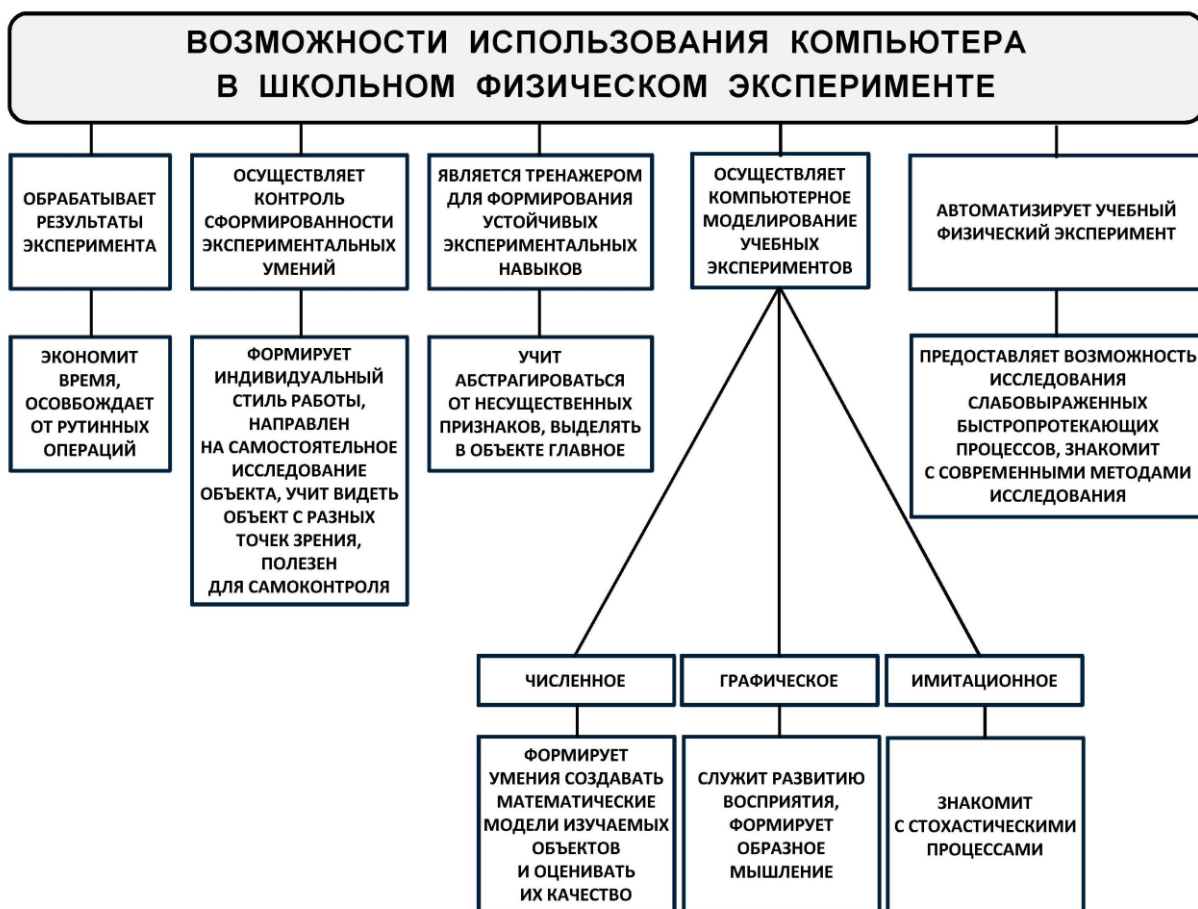 ВОЗМОЖНОСТИ ИСПОЛЬЗОВАНИЯ КОМПЬЮТЕРА
В ШКОЛЬНОМ ФИЗИЧЕСКОМ ЭКСПЕРИМЕНТЕ
ОБРАБАТЫВАЕТ
РЕЗУЛЬТАТЫ
ЭКСПЕРИМЕНТА
ОСУЩЕСТВЛЯЕТ
КОНТРОЛЬ
СФОРМИРОВАННОСТИ
ЭКСПЕРИМЕНТАЛЬНЫХ
УМЕНИЙ
ЯВЛЯЕТСЯ ТРЕНАЖЕРОМ
ДЛЯ ФОРМИРОВАНИЯ
УСТОЙЧИВЫХ
ЭКСПЕРИМЕНТАЛЬНЫХ
НАВЫКОВ
ОСУЩЕСТВЛЯЕТ
КОМПЬЮТЕРНОЕ
МОДЕЛИРОВАНИЕ
УЧЕБНЫХ
ЭКСПЕРИМЕНТОВ
АВТОМАТИЗИРУЕТ УЧЕБНЫЙ
ФИЗИЧЕСКИЙ ЭКСПЕРИМЕНТ
ЭКОНОМИТ
ВРЕМЯ,
ОСОВБОЖДАЕТ
ОТ РУТИННЫХ
ОПЕРАЦИЙ
ФОРМИРУЕТ
ИНДИВИДУАЛЬНЫЙ
СТИЛЬ РАБОТЫ,
НАПРАВЛЕН
НА САМОСТОЯТЕЛЬНОЕ
ИССЛЕДОВАНИЕ
ОБЪЕКТА, УЧИТ ВИДЕТЬ
ОБЪЕКТ С РАЗНЫХ
ТОЧЕК ЗРЕНИЯ,
ПОЛЕЗЕН
ДЛЯ САМОКОНТРОЛЯ
УЧИТ
АБСТРАГИРОВАТЬСЯ
ОТ НЕСУЩЕСТВЕННЫХ
ПРИЗНАКОВ, ВЫДЕЛЯТЬ
В ОБЪЕКТЕ ГЛАВНОЕ
ПРЕДОСТАВЛЯЕТ ВОЗМОЖНОСТЬ
ИССЛЕДОВАНИЯ
СЛАБОВЫРАЖЕННЫХ
БЫСТРОПРОТЕКАЮЩИХ
ПРОЦЕССОВ, ЗНАКОМИТ
С СОВРЕМЕННЫМИ МЕТОДАМИ
ИССЛЕДОВАНИЯ
ЧИСЛЕННОЕ
ГРАФИЧЕСКОЕ
ИМИТАЦИОННОЕ
ФОРМИРУЕТ
УМЕНИЯ СОЗДАВАТЬ
МАТЕМАТИЧЕСКИЕ
МОДЕЛИ ИЗУЧАЕМЫХ
ОБЪЕКТОВ
И ОЦЕНИВАТЬ
ИХ КАЧЕСТВО
СЛУЖИТ РАЗВИТИЮ
ВОСПРИЯТИЯ,
ФОРМИРУЕТ
ОБРАЗНОЕ
МЫШЛЕНИЕ
ЗНАКОМИТ
С СТОХАСТИЧЕСКИМИ
ПРОЦЕССАМИ